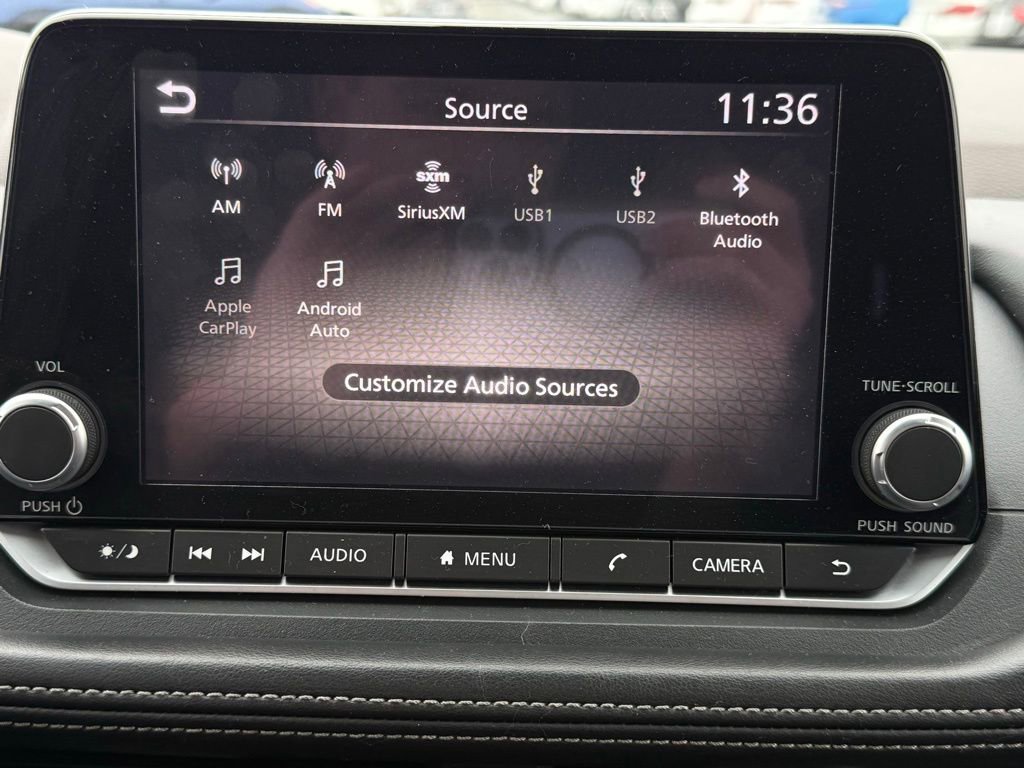 Source
11:36
AM
FM
sxm
SiriusXM
USB1
USB2
Bluetooth
Audio
Apple
CarPlay
Android
Auto
Customize Audio Sources
VOL
PUSH
TUNE·SCROLL
PUSH SOUND
AUDIO
MENU
CAMERA